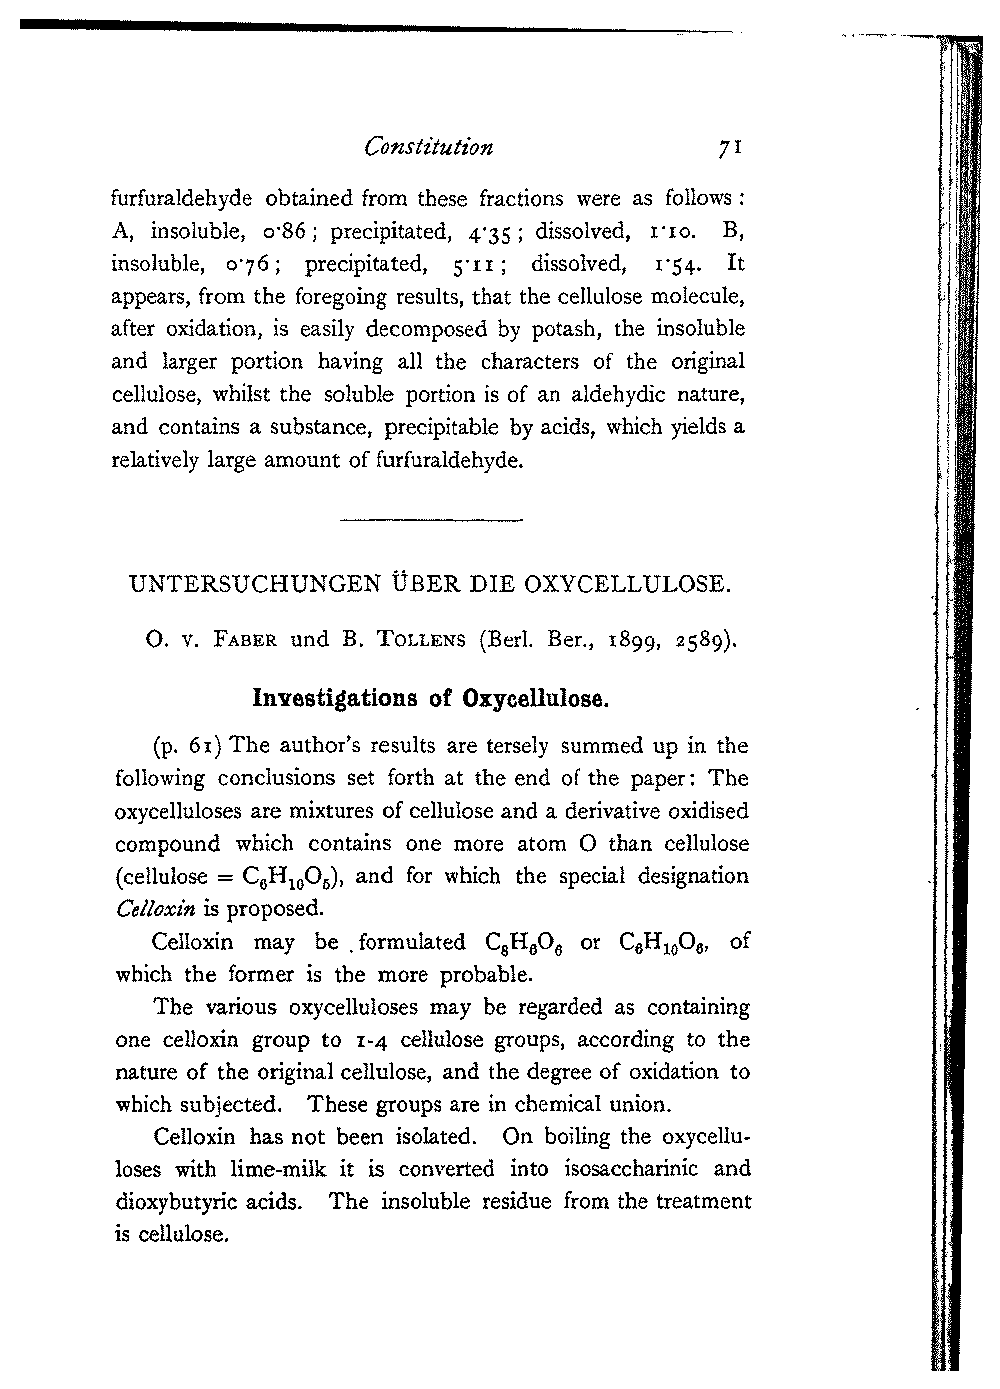 Constitution 71
furfuraldehyde obtained from these fractions were as follows :
A, insoluble, 0·86 ; precipitated, 4·35 ; dissolved, 1·10. B,
insoluble, 0·76 ; precipitated, 5·11 ; dissolved, 1·54. It
appears, from the foregoing results, that the cellulose molecule,
after oxidation, is easily decomposed by potash, the insoluble
and larger portion having all the characters of the original
cellulose, whilst the soluble portion is of an aldehydic nature,
and contains a substance, precipitable by acids, which yields a
relatively large amount of furfuraldehyde.
UNTERSUCHUNGEN ÜBER DIE OXYCELLULOSE.
O. v. FABER und B. TOLLENS (Berl. Ber., 1899, 2589).
Investigations of Oxycellulose.
(p. 61) The author's results are tersely summed up in the
following conclusions set forth at the end of the paper: The
oxycelluloses are mixtures of cellulose and a derivative oxidised
compound which contains one more atom O than cellulose
(cellulose = C₆H₁₀O₅), and for which the special designation
Celloxin is proposed.
Celloxin may be formulated C₈H₆O₆ or C₆H₁₀O₆, of
which the former is the more probable.
The various oxycelluloses may be regarded as containing
one celloxin group to 1-4 cellulose groups, according to the
nature of the original cellulose, and the degree of oxidation to
which subjected. These groups are in chemical union.
Celloxin has not been isolated. On boiling the oxycellu-
loses with lime-milk it is converted into isosaccharinic and
dioxybutyric acids. The insoluble residue from the treatment
is cellulose.